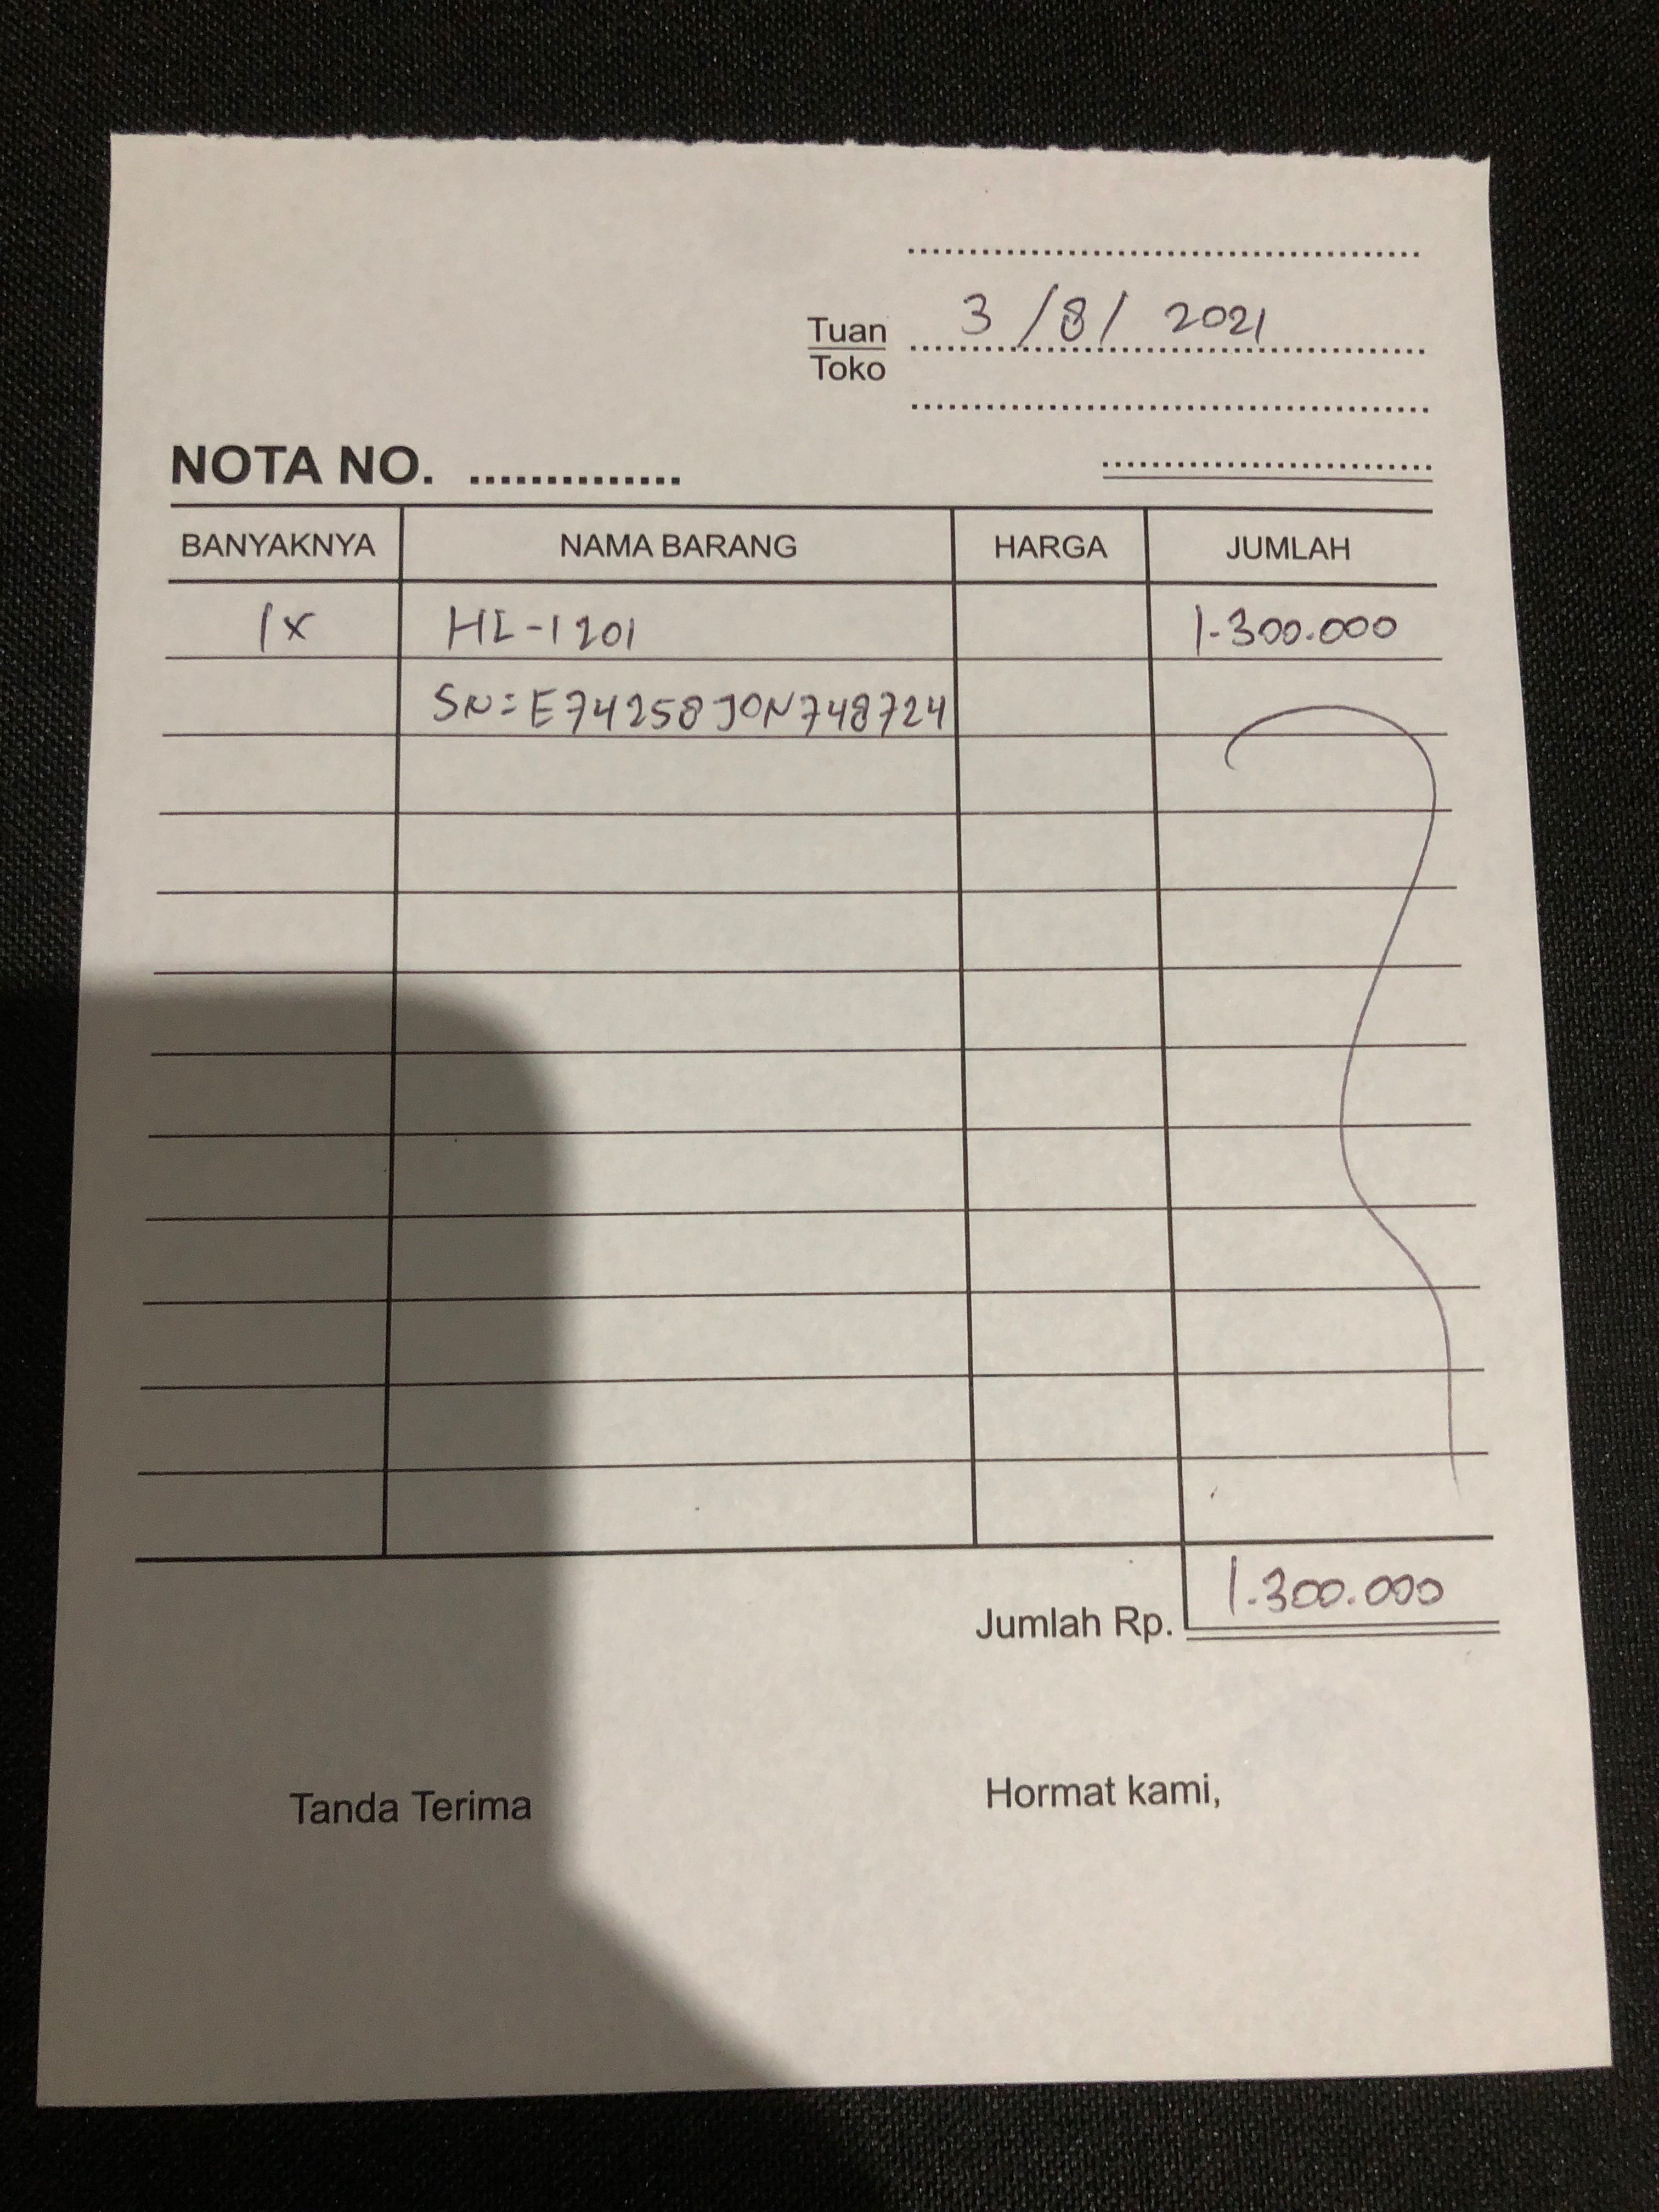 3/8/2021
Tuan
Toko
NOTA NO. ..............
BANYAKNYA NAMA BARANG HARGA JUMLAH
1x HL-1201 1.300.000
SN=E74258J0N748724
Jumlah Rp. 1.300.000
Tanda Terima Hormat kami,